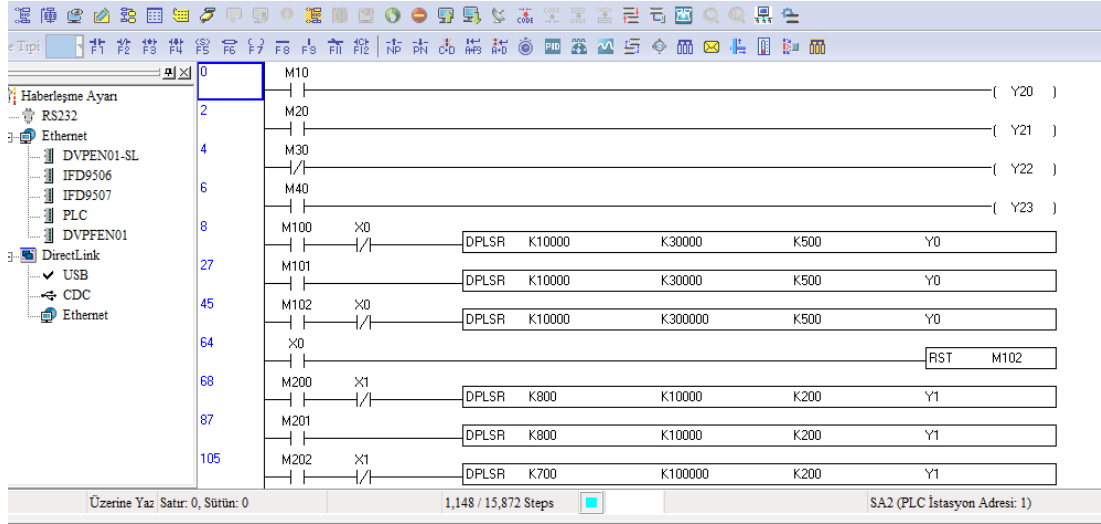 e Tipi F1 F2 F3 F4 F5 F6 F7 F8 F9 F11 F12 NP PN PID
Haberleşme Ayarı
RS232
Ethernet
DVPEN01-SL
IFD9506
IFD9507
PLC
DVPFEN01
DirectLink
USB
CDC
Ethernet
0 M10 Y20
2 M20 Y21
4 M30 Y22
6 M40 Y23
8 M100 X0 DPLSR K10000 K30000 K500 Y0
27 M101 DPLSR K10000 K30000 K500 Y0
45 M102 X0 DPLSR K10000 K300000 K500 Y0
64 X0 RST M102
68 M200 X1 DPLSR K800 K10000 K200 Y1
87 M201 DPLSR K800 K10000 K200 Y1
105 M202 X1 DPLSR K700 K100000 K200 Y1
Üzerine Yaz Satır: 0, Sütün: 0 1,148 / 15,872 Steps SA2 (PLC İstasyon Adresi: 1)